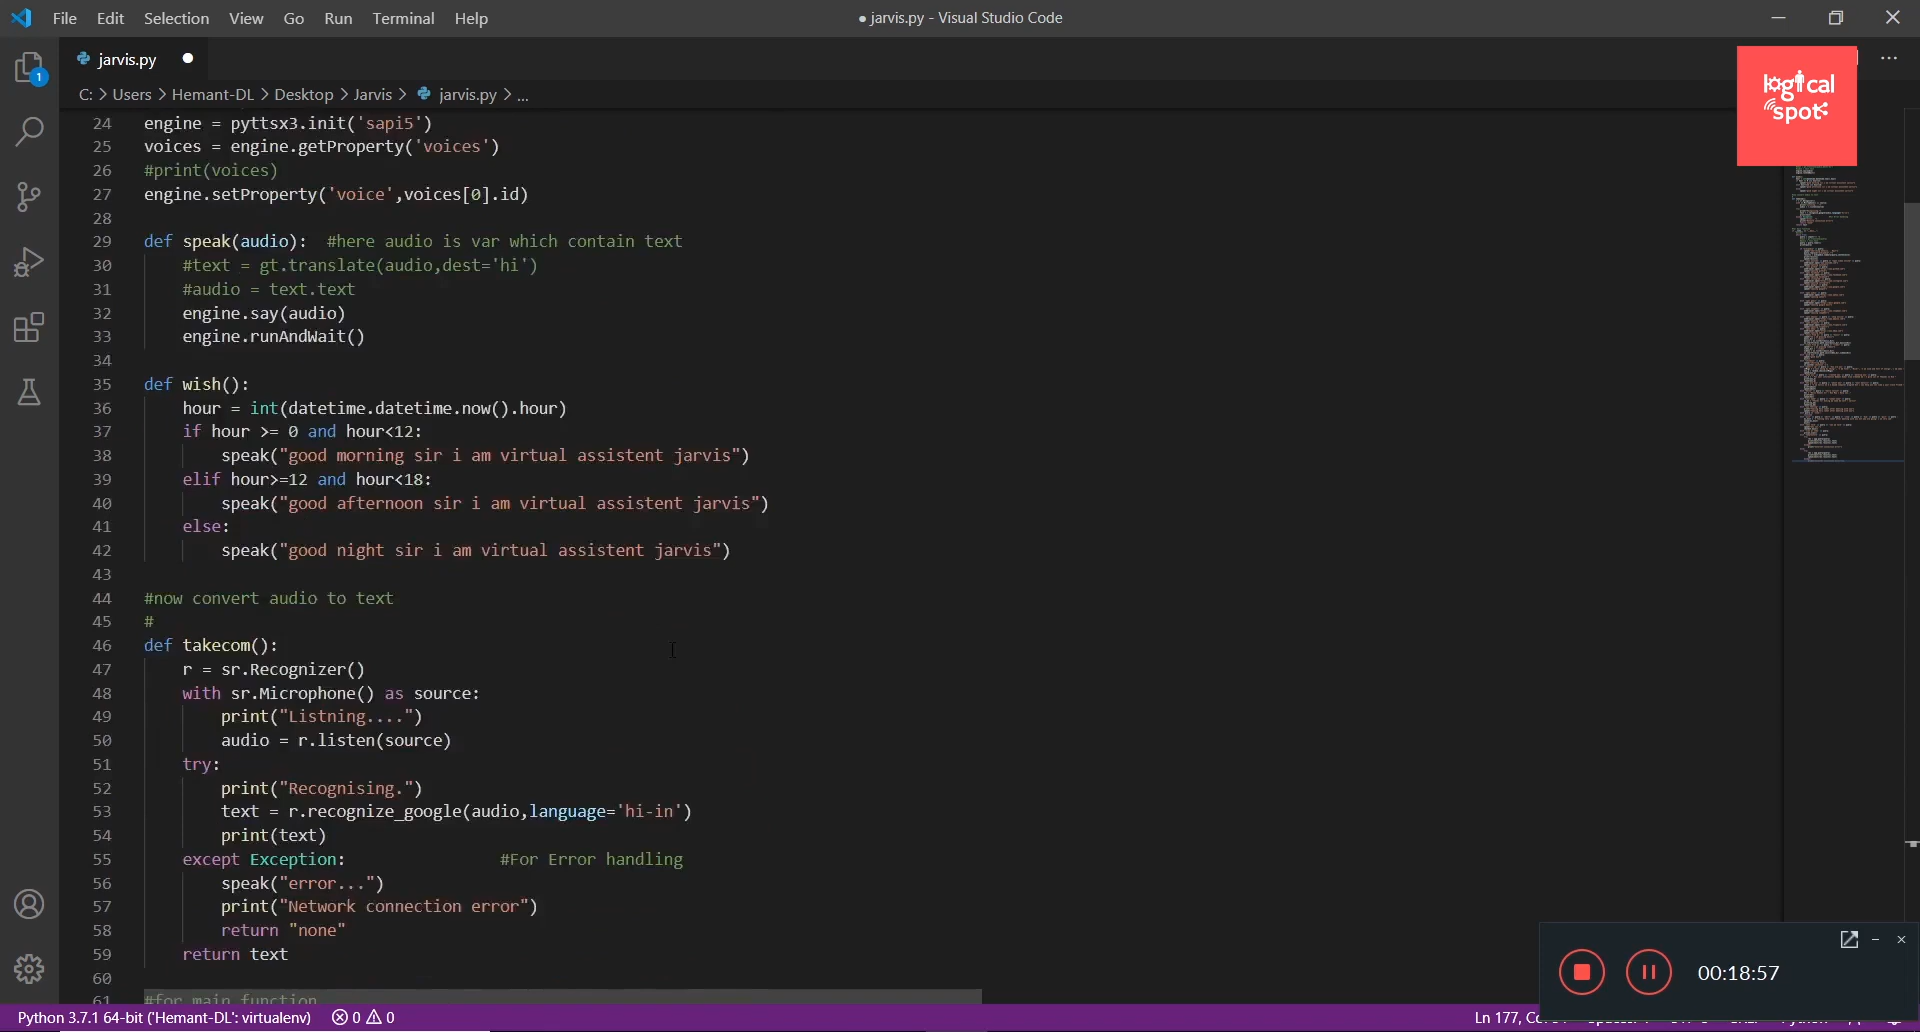 File Edit Selection View Go Run Terminal Help
● jarvis.py - Visual Studio Code
jarvis.py
logical
spot
1
C: > Users > Hemant-DL > Desktop > Jarvis > jarvis.py > ...
24 engine = pyttsx3.init('sapi5')
25 voices = engine.getProperty('voices')
26 #print(voices)
27 engine.setProperty('voice',voices[0].id)
28
29 def speak(audio):  #here audio is var which contain text
30     #text = gt.translate(audio,dest='hi')
31     #audio = text.text
32     engine.say(audio)
33     engine.runAndWait()
34
35 def wish():
36     hour = int(datetime.datetime.now().hour)
37     if hour >= 0 and hour<12:
38         speak("good morning sir i am virtual assistent jarvis")
39     elif hour>=12 and hour<18:
40         speak("good afternoon sir i am virtual assistent jarvis")
41     else:
42         speak("good night sir i am virtual assistent jarvis")
43
44 #now convert audio to text
45 #
46 def takecom():
47     r = sr.Recognizer()
48     with sr.Microphone() as source:
49         print("Listning....")
50         audio = r.listen(source)
51     try:
52         print("Recognising.")
53         text = r.recognize_google(audio,language='hi-in')
54         print(text)
55     except Exception:                #For Error handling
56         speak("error...")
57         print("Network connection error")
58         return "none"
59     return text
60
61 #for main function
00:18:57
Python 3.7.1 64-bit ('Hemant-DL': virtualenv) 0 0
Ln 177,